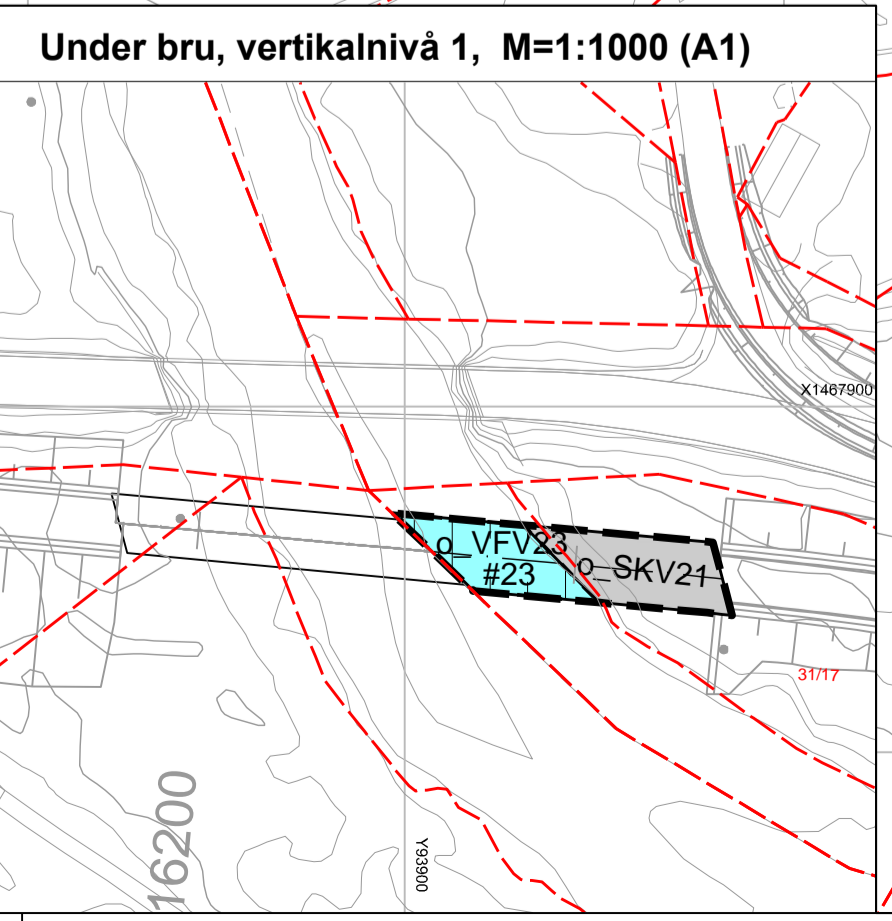 Under bru, vertikalnivå 1, M=1:1000 (A1)
X1467900
o_VFV23
#23
o_SKV21
31/17
16200
Y93900